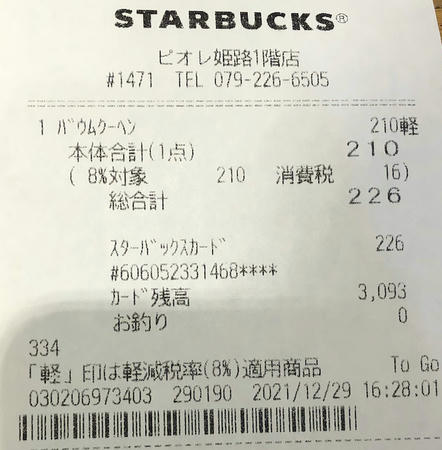 STARBUCKS®
ピオレ姫路1階店
#1471 TEL 079-226-6505
1 バウムクーヘン 210軽
本体合計(1点) 210
( 8%対象 210 消費税 16)
総合計 226
スターバックスカード 226
#606052331468****
カード残高 3,093
お釣り 0
334
「軽」印は軽減税率(8%)適用商品 To Go
030206973403 290190 2021/12/29 16:28:01